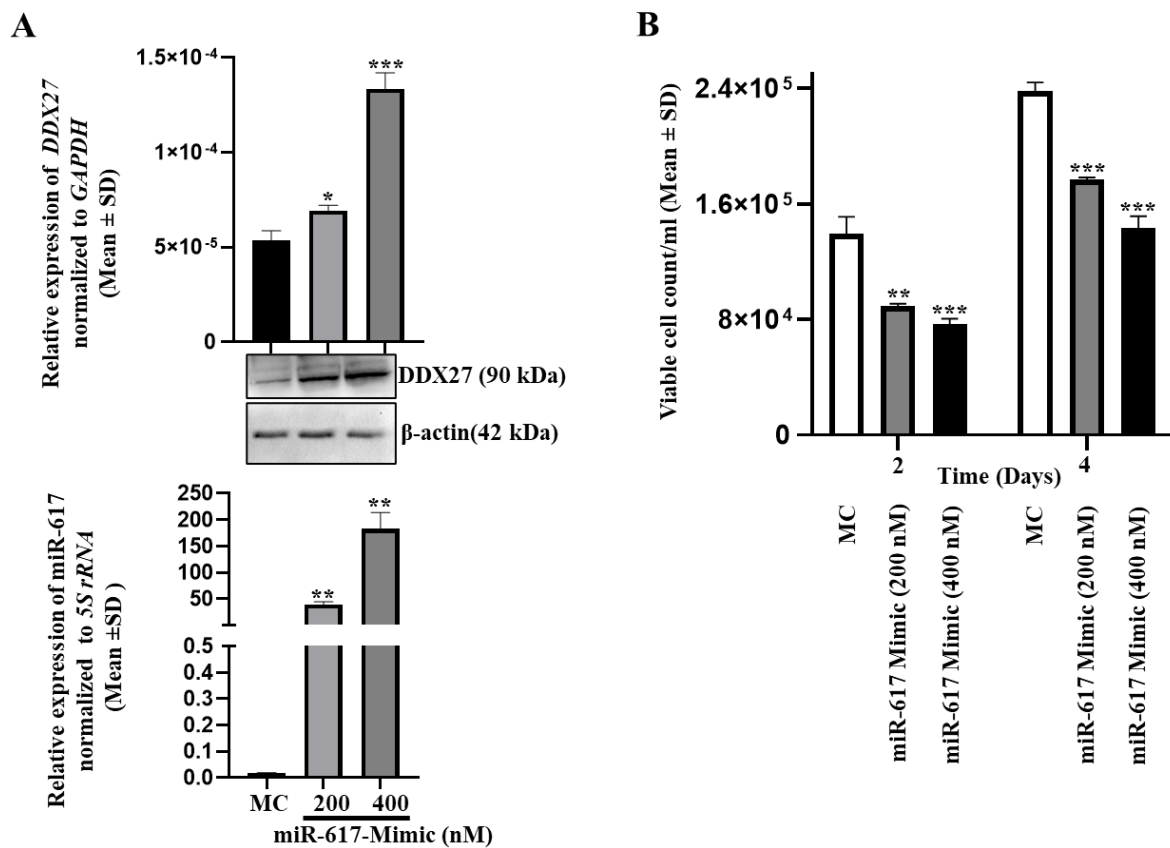 A
Relative expression of DDX27
normalized to GAPDH
(Mean ± SD)
1.5×10⁻⁴
1×10⁻⁴
5×10⁻⁵
0
*
***
DDX27 (90 kDa)
β-actin(42 kDa)
Relative expression of miR-617
normalized to 5S rRNA
(Mean ±SD )
250
200
150
100
50
0.5
0.4
0.3
0.2
0.1
0.0
**
**
MC 200 400
miR-617-Mimic (nM)
B
Viable cell count/ml (Mean ± SD)
2.4×10⁵
1.6×10⁵
8×10⁴
0
**
***
***
***
2
4
Time (Days)
MC
miR-617 Mimic (200 nM)
miR-617 Mimic (400 nM)
MC
miR-617 Mimic (200 nM)
miR-617 Mimic (400 nM)